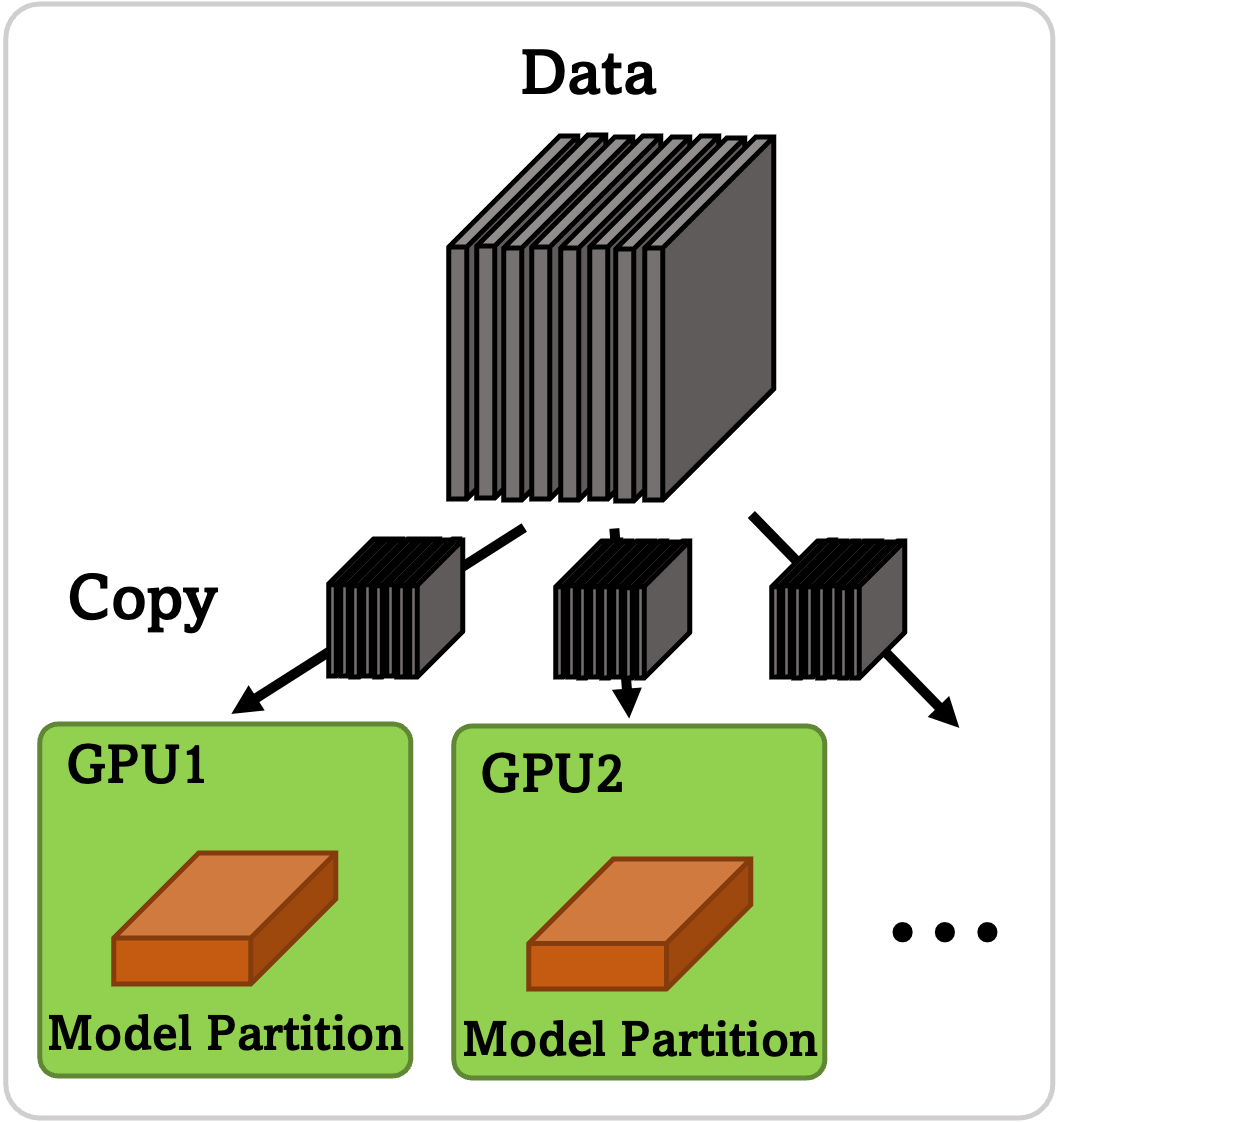 Data
Copy
GPU1
GPU2
Model Partition
Model Partition